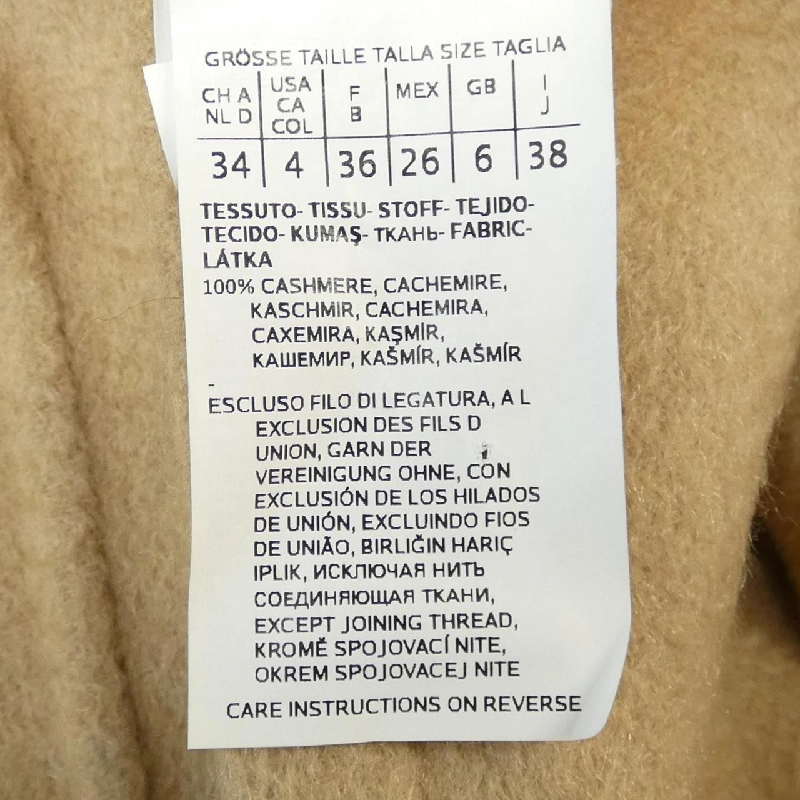 GRÖSSE TAILLE TALLA SIZE TAGLIA
CH A NL D | USA CA COL | F B | MEX | GB | I J
34 | 4 | 36 | 26 | 6 | 38
TESSUTO- TISSU- STOFF- TEJIDO-
TECIDO- KUMAŞ- ТКАНЬ- FABRIC-
LÁTKA
100% CASHMERE, CACHEMIRE,
KASCHMIR, CACHEMIRA,
CAXEMIRA, KAŞMİR,
КАШЕМИР, KAŠMÍR, KAŠMÍR
-
ESCLUSO FILO DI LEGATURA, A L
EXCLUSION DES FILS D
UNION, GARN DER
VEREINIGUNG OHNE, CON
EXCLUSIÓN DE LOS HILADOS
DE UNIÓN, EXCLUINDO FIOS
DE UNIÃO, BIRLIĞIN HARIÇ
IPLIK, ИСКЛЮЧАЯ НИТЬ
СОЕДИНЯЮЩАЯ ТКАНИ,
EXCEPT JOINING THREAD,
KROMĚ SPOJOVACÍ NITE,
OKREM SPOJOVACEJ NITE
CARE INSTRUCTIONS ON REVERSE